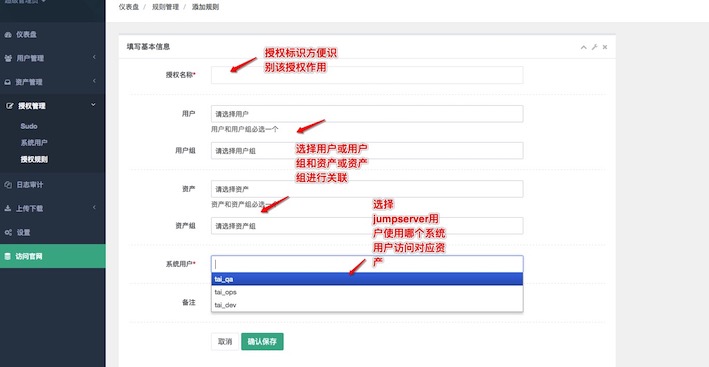 超级管理员
仪表盘
用户管理
资产管理
授权管理
Sudo
系统用户
授权规则
日志审计
上传下载
设置
访问官网
仪表盘 / 规则管理 / 添加规则
填写基本信息
授权名称*
授权标识方便识
别该授权作用
用户
请选择用户
用户和用户组必选一个
用户组
请选择用户组
选择用户或用户
组和资产或资产
组进行关联
资产
请选择资产
资产和资产组必选一个
资产组
请选择资产组
选择
jumpserver用
户使用哪个系统
用户访问对应资
产
系统用户*
tai_qa
tai_ops
tai_dev
备注
取消
确认保存